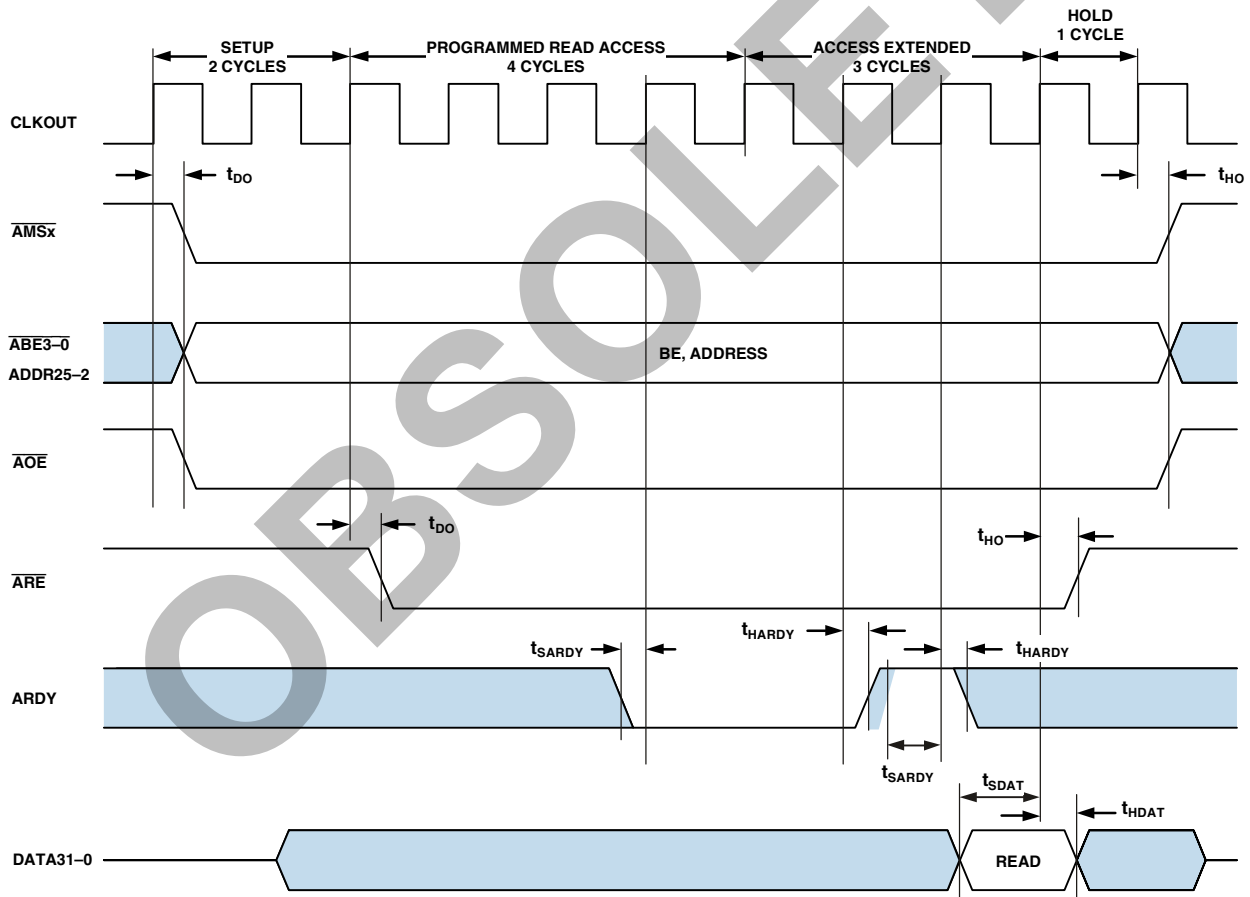 SETUP
2 CYCLES
PROGRAMMED READ ACCESS
4 CYCLES
ACCESS EXTENDED
3 CYCLES
HOLD
1 CYCLE
CLKOUT
tDO
tHO
AMSx
ABE3–0
ADDR25–2
BE, ADDRESS
AOE
tDO
tHO
ARE
tSARDY
tHARDY
tHARDY
ARDY
tSARDY
tSDAT
tHDAT
DATA31–0
READ
OBSOLE